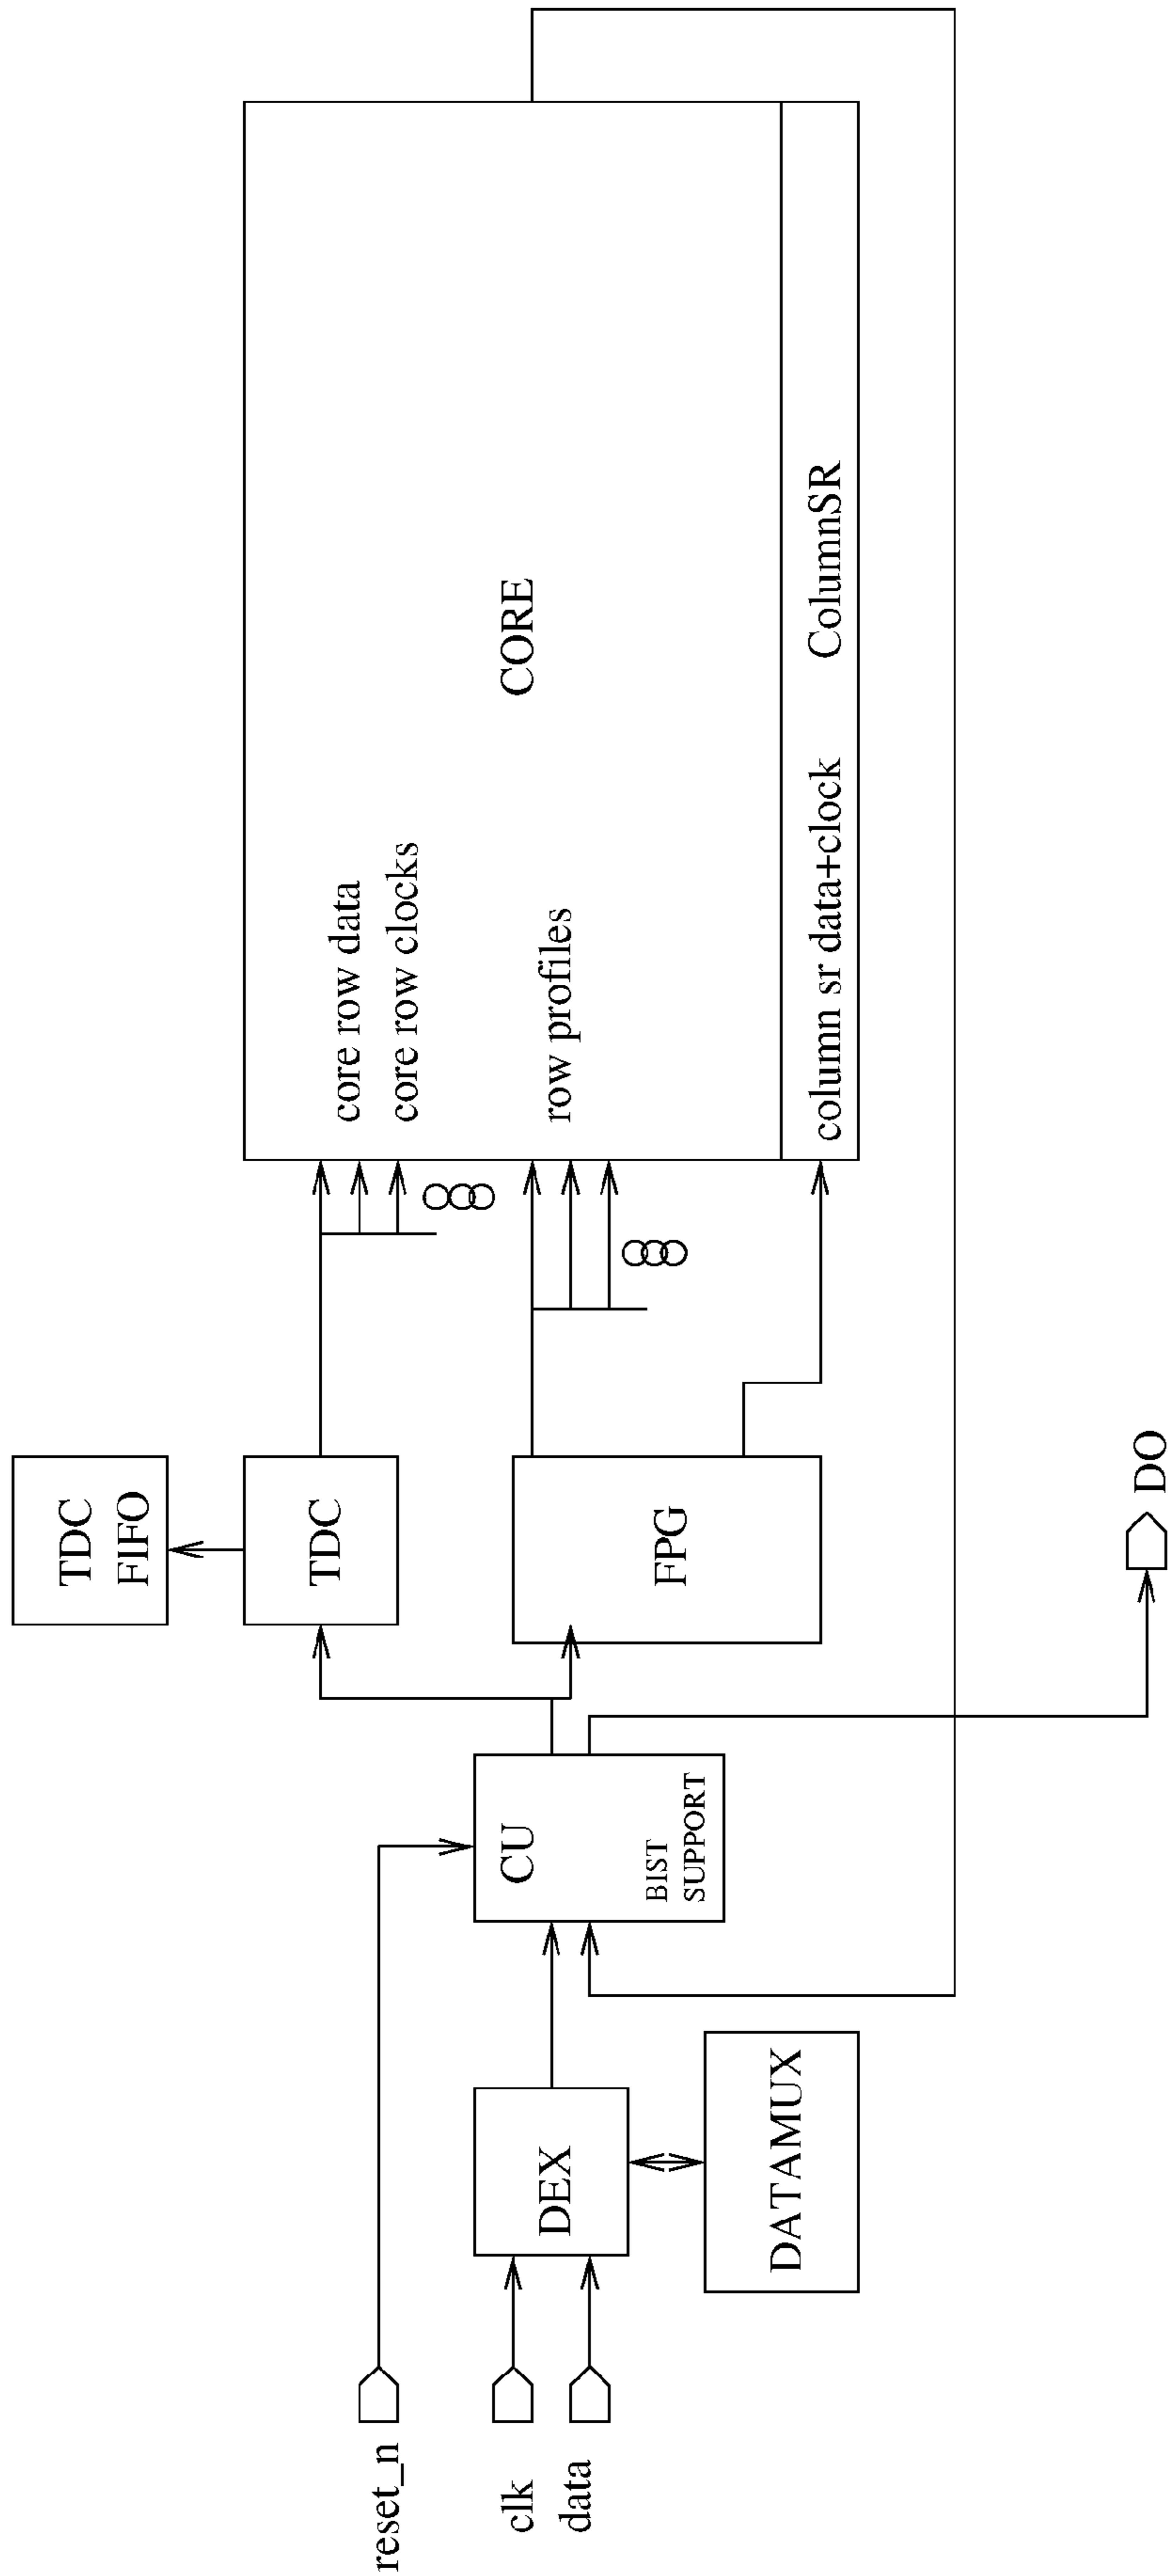 reset_n
clk
data
DEX
DATAMUX
CU
BIST
SUPPORT
TDC
FIFO
TDC
FPG
DO
core row data
core row clocks
row profiles
CORE
column sr data+clock
ColumnSR